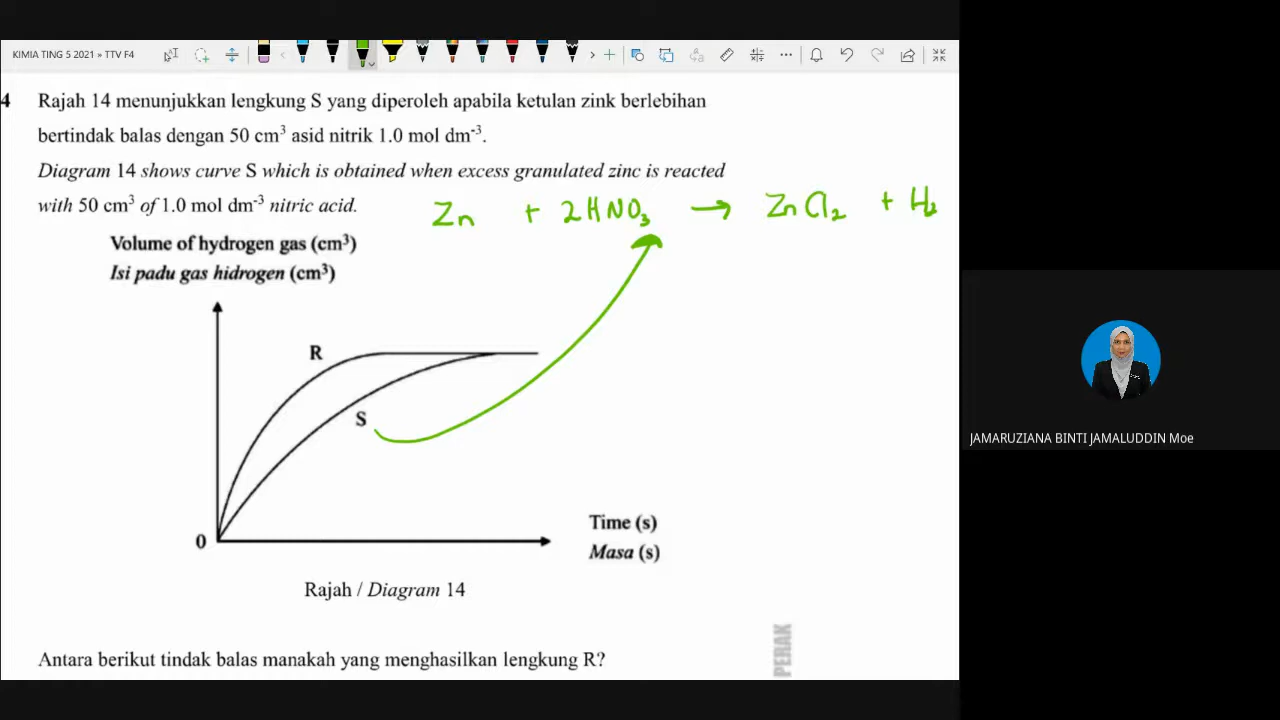 KIMIA TING 5 2021 » TTV F4
4 Rajah 14 menunjukkan lengkung S yang diperoleh apabila ketulan zink berlebihan
bertindak balas dengan 50 cm³ asid nitrik 1.0 mol dm⁻³.
Diagram 14 shows curve S which is obtained when excess granulated zinc is reacted
with 50 cm³ of 1.0 mol dm⁻³ nitric acid.
Zn + 2HNO₃ → ZnCl₂ + H₂
Volume of hydrogen gas (cm³)
Isi padu gas hidrogen (cm³)
R
S
0
Time (s)
Masa (s)
Rajah / Diagram 14
Antara berikut tindak balas manakah yang menghasilkan lengkung R?
PERAK
JAMARUZIANA BINTI JAMALUDDIN Moe